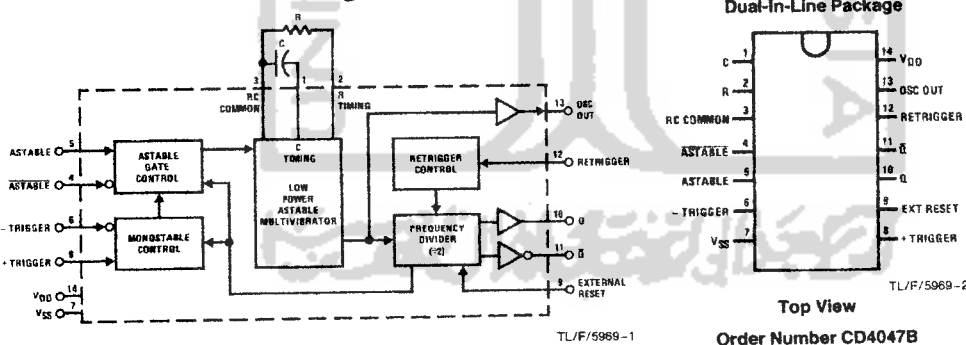 R
C
3
1
2
RC
COMMON
R
TIMING
C
TIMING
LOW
POWER
ASTABLE
MULTIVIBRATOR
ASTABLE
5
ASTABLE
4
- TRIGGER
6
+ TRIGGER
8
VDD
14
VSS
7
ASTABLE
GATE
CONTROL
MONOSTABLE
CONTROL
RETRIGGER
CONTROL
FREQUENCY
DIVIDER
(÷2)
13
OSC
OUT
12
RETRIGGER
10
Q
11
Q̅
9
EXTERNAL
RESET
TL/F/5969-1
Dual-In-Line Package
C 1
R 2
RC COMMON 3
A̅S̅T̅A̅B̅L̅E̅ 4
ASTABLE 5
- TRIGGER 6
VSS 7
14 VDD
13 OSC OUT
12 RETRIGGER
11 Q̅
10 Q
9 EXT RESET
8 + TRIGGER
TL/F/5969-2
Top View
Order Number CD4047B